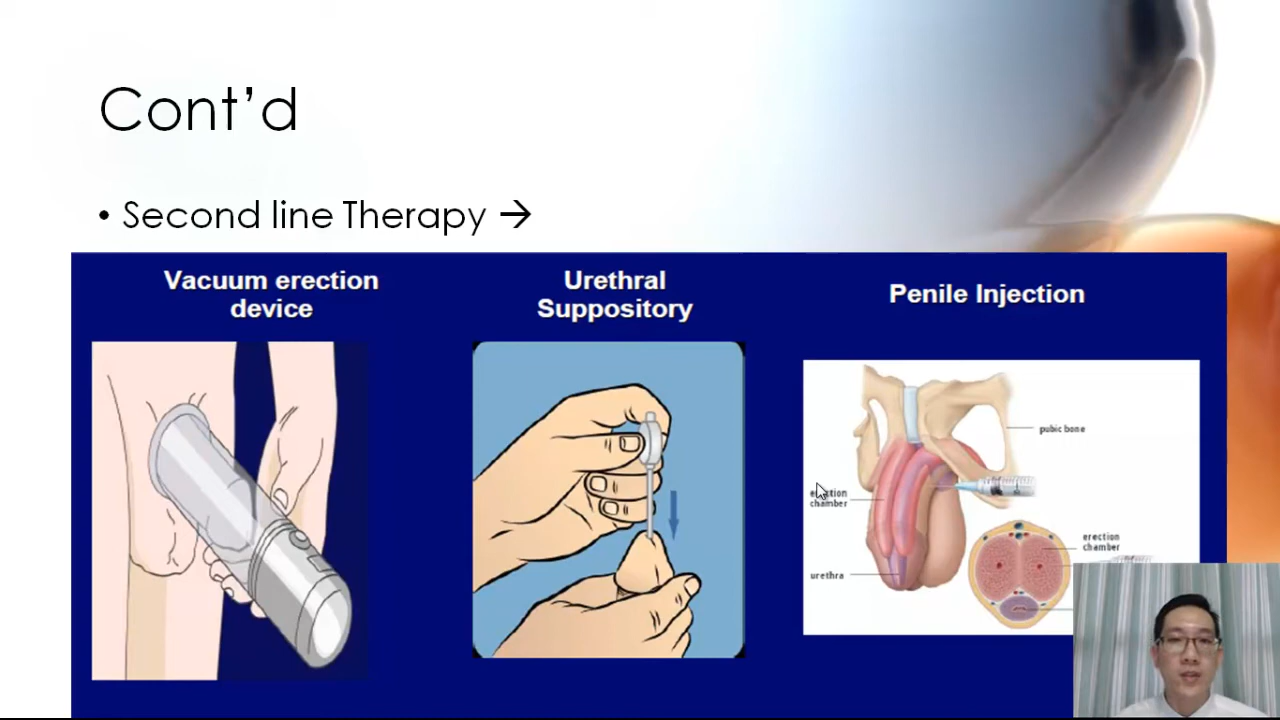 Cont’d
• Second line Therapy →
Vacuum erection
device
Urethral
Suppository
Penile Injection
pubic bone
erection
chamber
erection
chamber
urethra